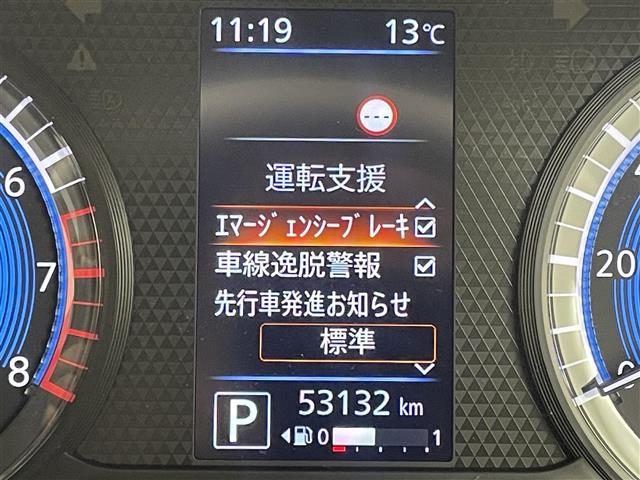 11:19 13℃
---
運転支援
ｴﾏｰｼﾞｪﾝｼｰﾌﾞﾚｰｷ
車線逸脱警報
先行車発進お知らせ
標準
P
53132 km
0 1
6
7
8
20